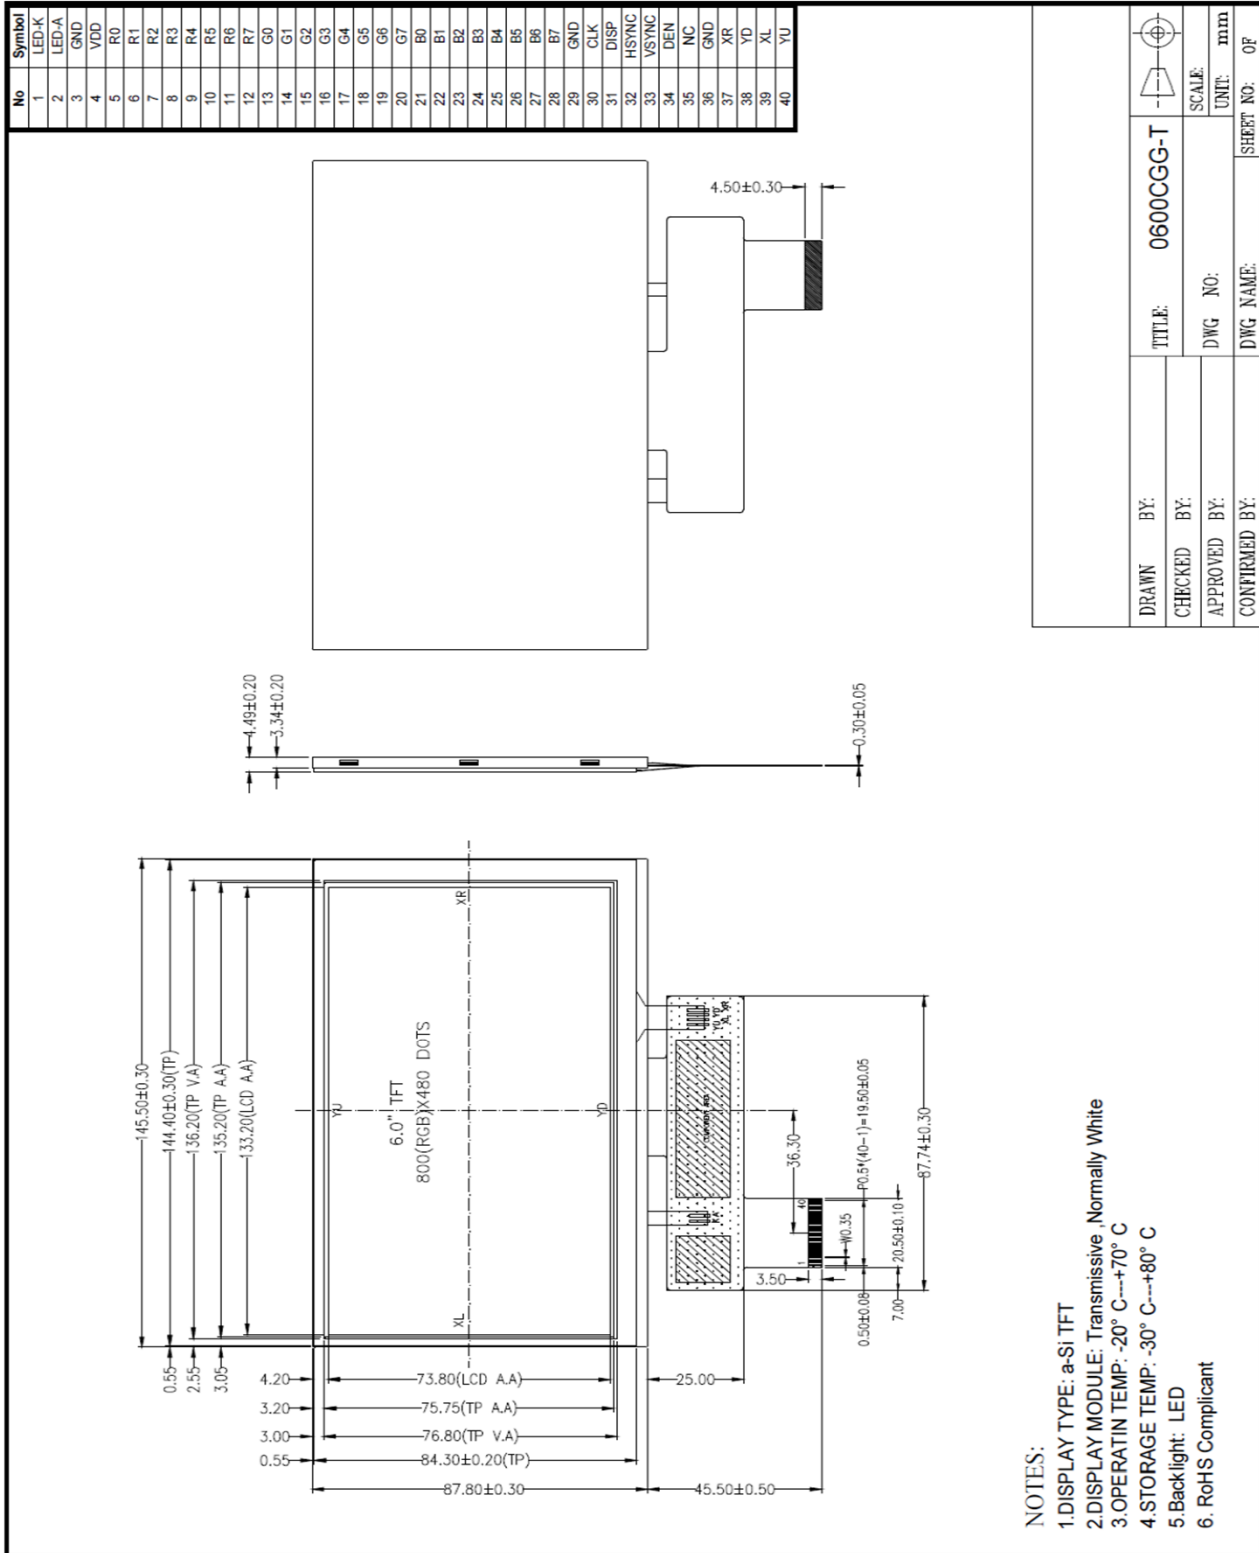 No Symbol
1 LED-K
2 LED-A
3 GND
4 VDD
5 R0
6 R1
7 R2
8 R3
9 R4
10 R5
11 R6
12 R7
13 G0
14 G1
15 G2
16 G3
17 G4
18 G5
19 G6
20 G7
21 B0
22 B1
23 B2
24 B3
25 B4
26 B5
27 B6
28 B7
29 GND
30 CLK
31 DISP
32 HSYNC
33 VSYNC
34 DEN
35 NC
36 GND
37 XR
38 YD
39 XL
40 YU
4.50±0.30
4.49±0.20
3.34±0.20
0.30±0.05
145.50±0.30
144.40±0.30(TP)
136.20(TP V.A)
135.20(TP A.A)
133.20(LCD A.A)
0.55
2.55
3.05
4.20
73.80(LCD A.A)
3.20
75.75(TP A.A)
3.00
76.80(TP V.A)
0.55
84.30±0.20(TP)
87.80±0.30
25.00
45.50±0.50
XR
YU
6.0" TFT
800(RGB)X480 DOTS
YD
XL
36.30
P0.5*(40-1)=19.50±0.05
87.74±0.30
40
1
W0.35
3.50
0.50±0.08
20.50±0.10
7.00
NOTES:
1.DISPLAY TYPE: a-Si TFT
2.DISPLAY MODULE: Transmissive ,Normally White
3.OPERATIN TEMP: -20° C---+70° C
4.STORAGE TEMP: -30° C---+80° C
5.Backlight: LED
6. RoHS Complicant
DRAWN BY:
CHECKED BY:
APPROVED BY:
CONFIRMED BY:
TITLE: 0600CGG-T
DWG NO:
DWG NAME:
SCALE:
UNIT: mm
SHEET NO: OF